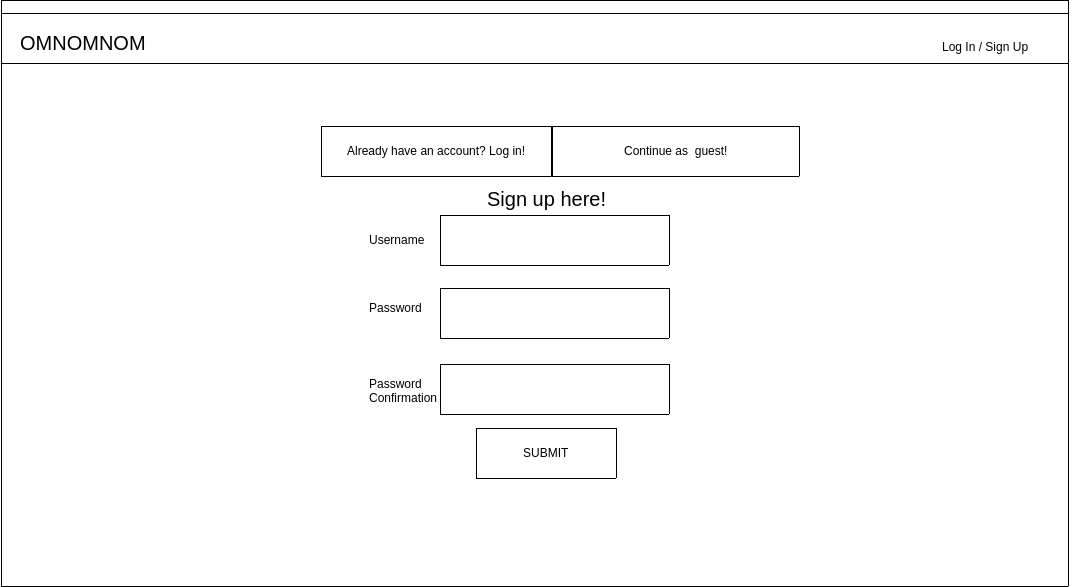 OMNOMNOM
Log In / Sign Up
Already have an account? Log in!
Continue as  guest!
Sign up here!
Username
Password
Password
Confirmation
SUBMIT